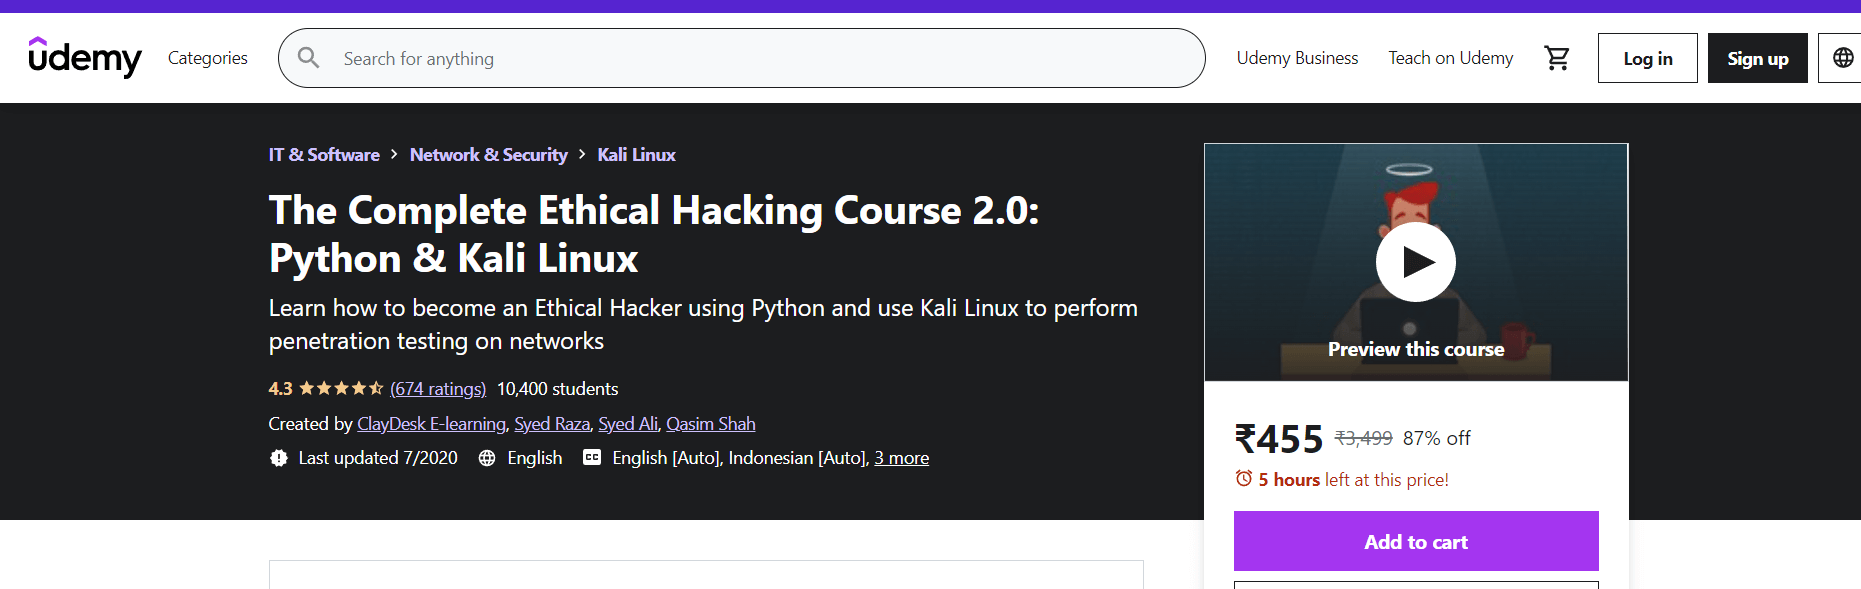 udemy
Categories
Search for anything
Udemy Business
Teach on Udemy
Log in
Sign up
IT & Software > Network & Security > Kali Linux
The Complete Ethical Hacking Course 2.0:
Python & Kali Linux
Learn how to become an Ethical Hacker using Python and use Kali Linux to perform
penetration testing on networks
4.3 (674 ratings) 10,400 students
Created by ClayDesk E-learning, Syed Raza, Syed Ali, Qasim Shah
Last updated 7/2020 English CC English [Auto], Indonesian [Auto], 3 more
Preview this course
₹455 ₹3,499 87% off
5 hours left at this price!
Add to cart